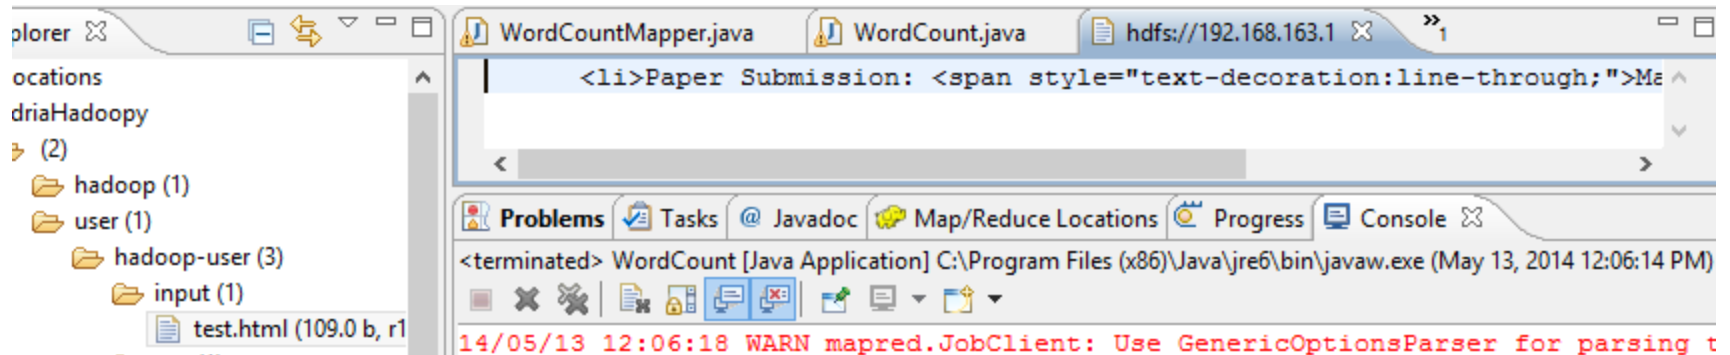 plorer
ocations
driaHadoopy
(2)
hadoop (1)
user (1)
hadoop-user (3)
input (1)
test.html (109.0 b, r1
WordCountMapper.java WordCount.java hdfs://192.168.163.1 »1
<li>Paper Submission: <span style="text-decoration:line-through;">Ma
Problems @ Tasks Javadoc Map/Reduce Locations Progress Console
<terminated> WordCount [Java Application] C:\Program Files (x86)\Java\jre6\bin\javaw.exe (May 13, 2014 12:06:14 PM)
14/05/13 12:06:18 WARN mapred.JobClient: Use GenericOptionsParser for parsing t